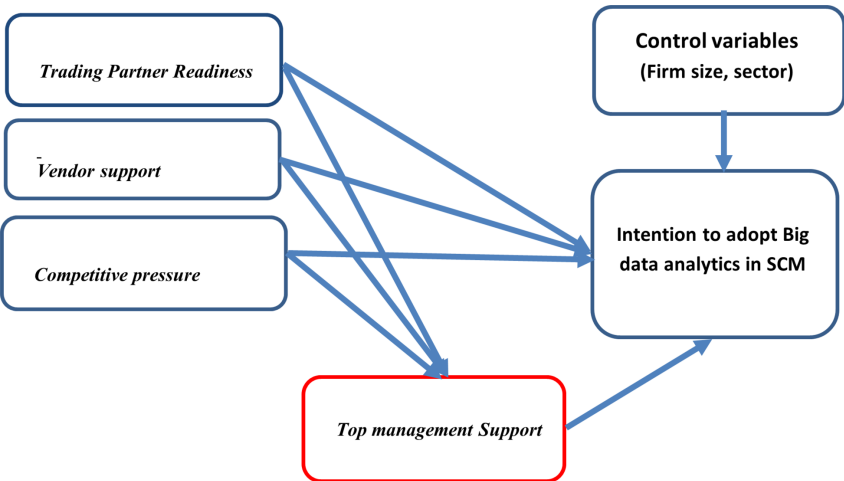 Trading Partner Readiness
Vendor support
Competitive pressure
Top management Support
Control variables
(Firm size, sector)
Intention to adopt Big
data analytics in SCM